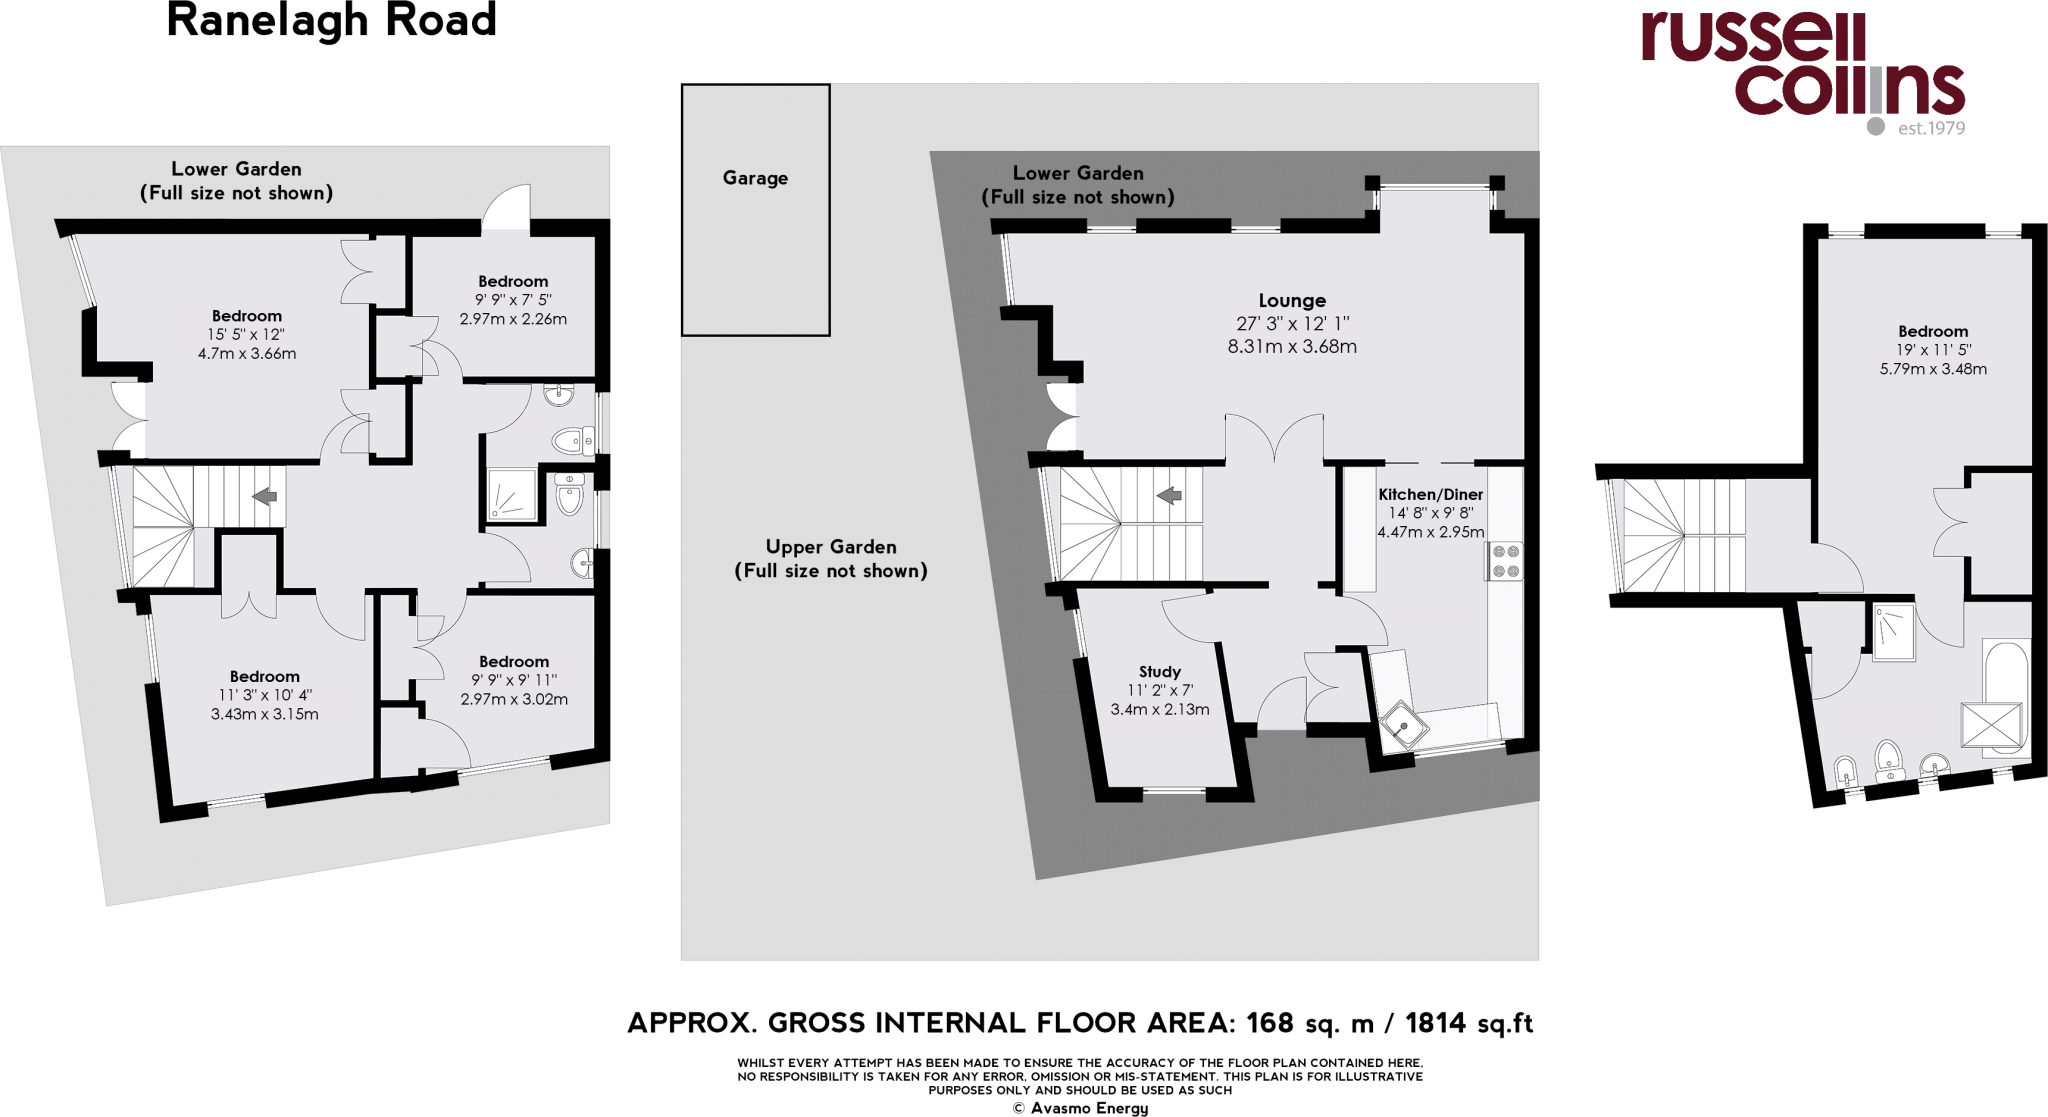 Ranelagh Road
russell
collins
est.1979
Lower Garden
(Full size not shown)
Bedroom
15' 5" x 12"
4.7m x 3.66m
Bedroom
9' 9" x 7' 5"
2.97m x 2.26m
Bedroom
11' 3" x 10' 4"
3.43m x 3.15m
Bedroom
9' 9" x 9' 11"
2.97m x 3.02m
Garage
Lower Garden
(Full size not shown)
Lounge
27' 3" x 12' 1"
8.31m x 3.68m
Kitchen/Diner
14' 8" x 9' 8"
4.47m x 2.95m
Upper Garden
(Full size not shown)
Study
11' 2" x 7'
3.4m x 2.13m
Bedroom
19' x 11' 5"
5.79m x 3.48m
APPROX. GROSS INTERNAL FLOOR AREA: 168 sq. m / 1814 sq.ft
WHILST EVERY ATTEMPT HAS BEEN MADE TO ENSURE THE ACCURACY OF THE FLOOR PLAN CONTAINED HERE,
NO RESPONSIBILITY IS TAKEN FOR ANY ERROR, OMISSION OR MIS-STATEMENT. THIS PLAN IS FOR ILLUSTRATIVE
PURPOSES ONLY AND SHOULD BE USED AS SUCH
© Avasmo Energy